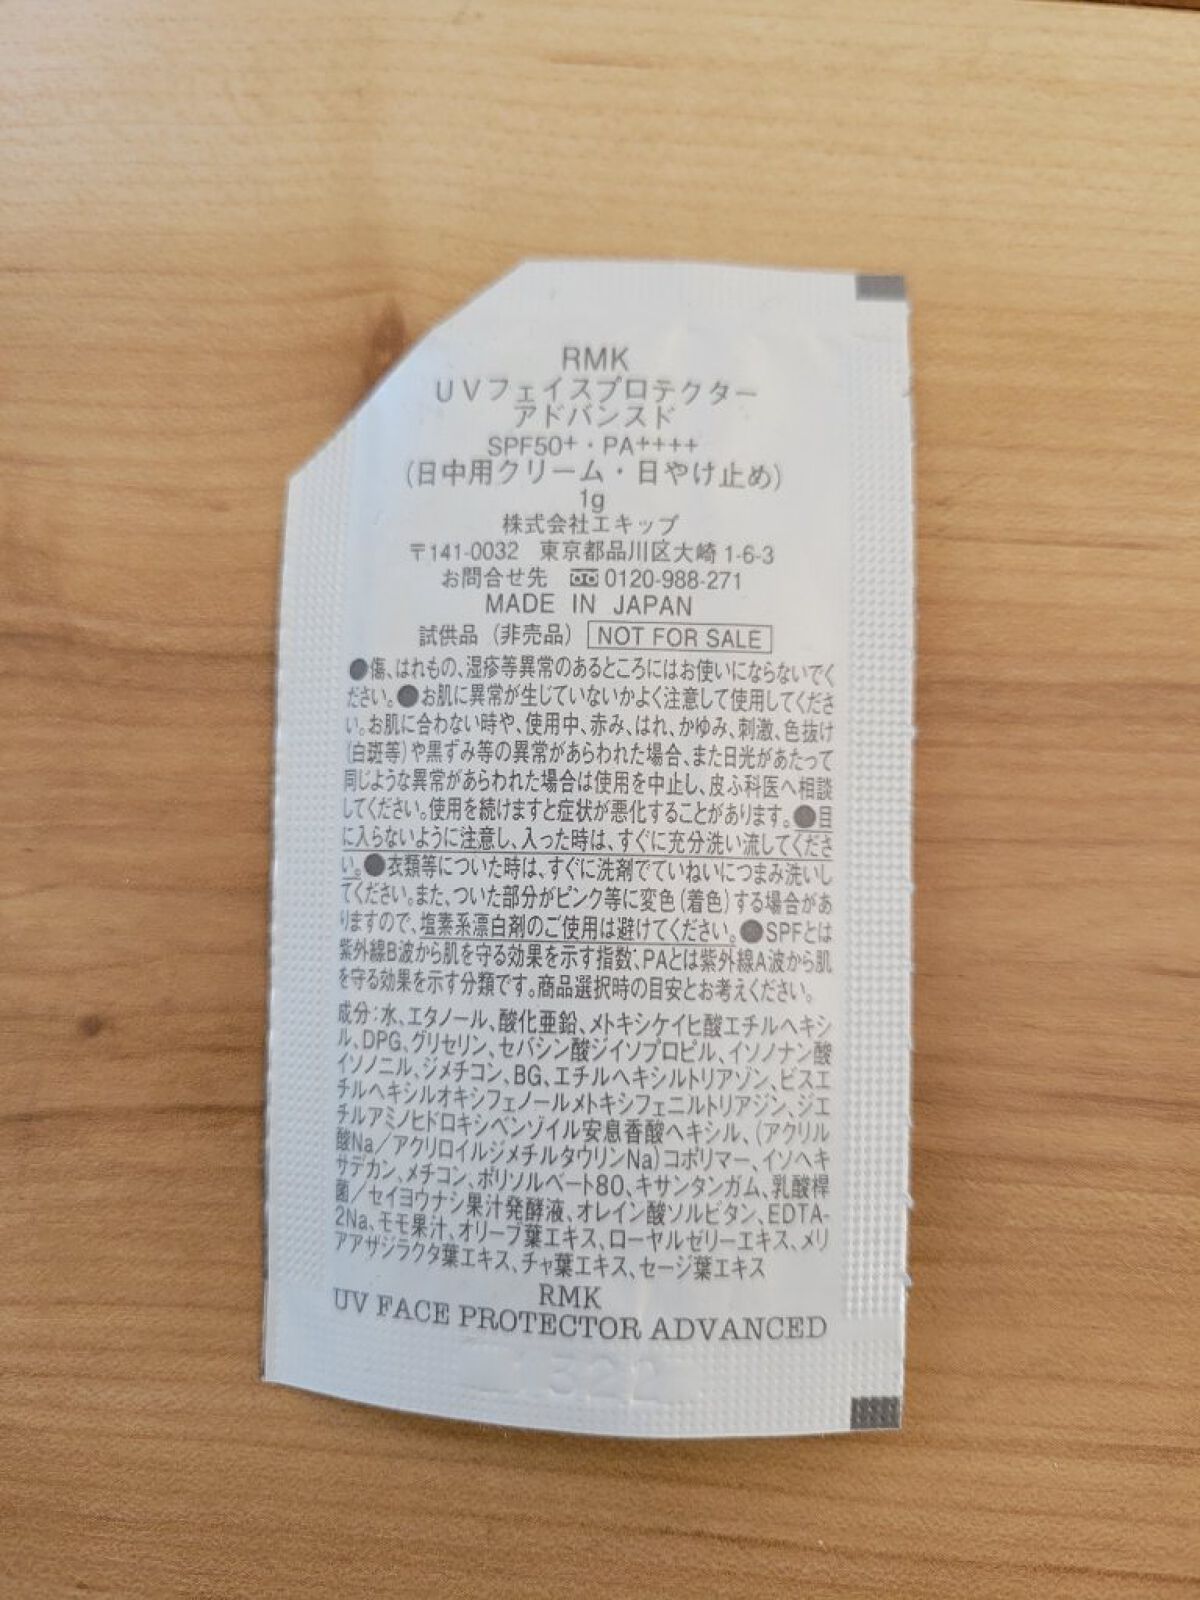 RMK
UVフェイスプロテクター
アドバンスド
SPF50+・PA++++
(日中用クリーム・日やけ止め)
1g
株式会社エキップ
〒141-0032 東京都品川区大崎1-6-3
お問合せ先 0120-988-271
MADE IN JAPAN
試供品（非売品） NOT FOR SALE
●傷、はれもの、湿疹等異常のあるところにはお使いにならないでく
ださい。●お肌に異常が生じていないかよく注意して使用してくださ
い。お肌に合わない時や、使用中、赤み、はれ、かゆみ、刺激、色抜け
(白斑等)や黒ずみ等の異常があらわれた場合、また日光があたって
同じような異常があらわれた場合は使用を中止し、皮ふ科医へ相談
してください。使用を続けますと症状が悪化することがあります。●目
に入らないように注意し、入った時は、すぐに充分洗い流してくださ
い。●衣類等についた時は、すぐに洗剤でていねいにつまみ洗いし
てください。また、ついた部分がピンク等に変色(着色)する場合があ
りますので、塩素系漂白剤のご使用は避けてください。●SPFとは
紫外線B波から肌を守る効果を示す指数、PAとは紫外線A波から肌
を守る効果を示す分類です。商品選択時の目安とお考えください。
成分：水、エタノール、酸化亜鉛、メトキシケイヒ酸エチルヘキシ
ル、DPG、グリセリン、セバシン酸ジイソプロピル、イソノナン酸
イソノニル、ジメチコン、BG、エチルヘキシルトリアゾン、ビスエ
チルヘキシルオキシフェノールメトキシフェニルトリアジン、ジエ
チルアミノヒドロキシベンゾイル安息香酸ヘキシル、(アクリル
酸Na/アクリロイルジメチルタウリンNa)コポリマー、イソヘキ
サデカン、メチコン、ポリソルベート80、キサンタンガム、乳酸桿
菌/セイヨウナシ果汁発酵液、オレイン酸ソルビタン、EDTA-
2Na、モモ果汁、オリーブ葉エキス、ローヤルゼリーエキス、メリ
アアザジラクタ葉エキス、チャ葉エキス、セージ葉エキス
RMK
UV FACE PROTECTOR ADVANCED
1322